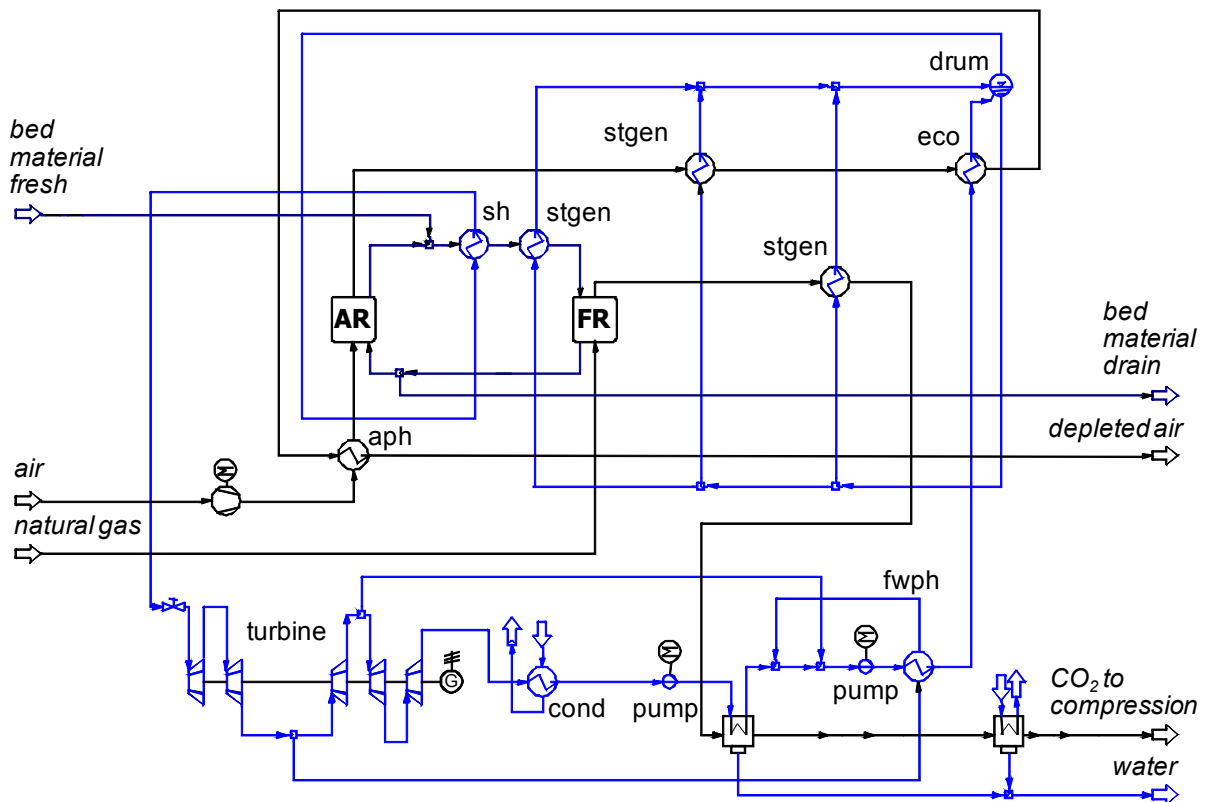 drum
stgen
eco
bed
material
fresh
sh
stgen
stgen
AR
FR
bed
material
drain
aph
depleted air
air
M
natural gas
fwph
turbine
M
M
G
cond
pump
pump
CO2 to
compression
water